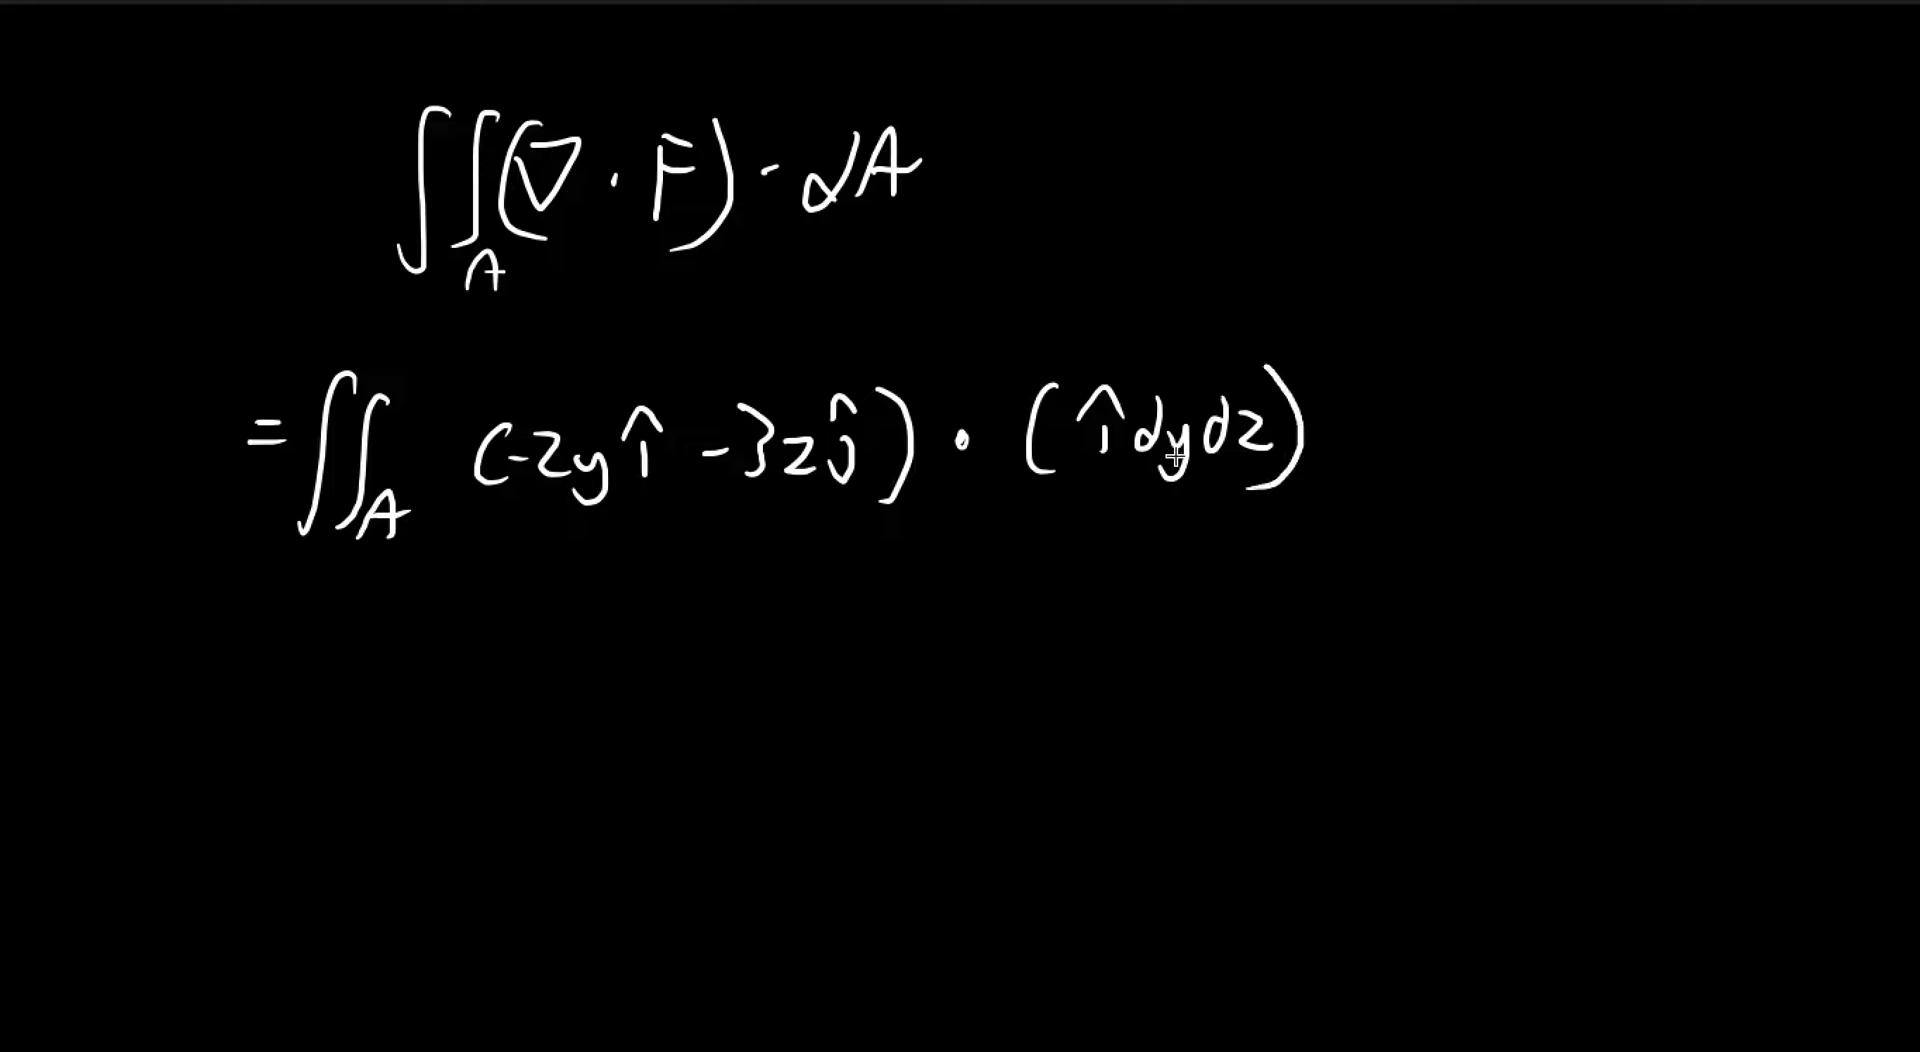 ∬_A (∇ · F) · dA
= ∬_A (-2y î - 3z ĵ) · (î dy dz)